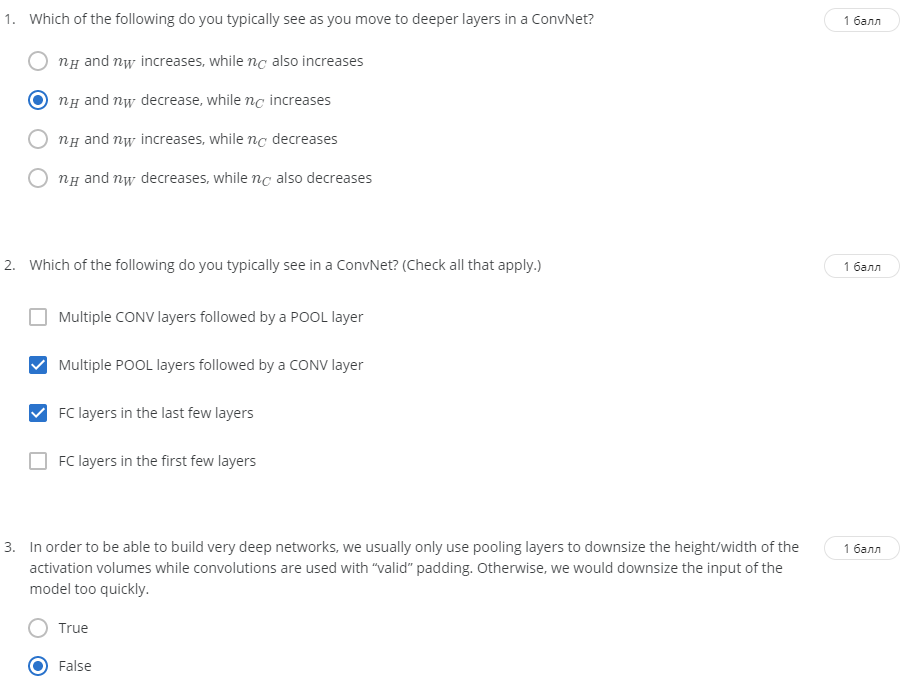 1. Which of the following do you typically see as you move to deeper layers in a ConvNet? 1 балл
n_H and n_W increases, while n_C also increases
n_H and n_W decrease, while n_C increases
n_H and n_W increases, while n_C decreases
n_H and n_W decreases, while n_C also decreases
2. Which of the following do you typically see in a ConvNet? (Check all that apply.) 1 балл
Multiple CONV layers followed by a POOL layer
Multiple POOL layers followed by a CONV layer
FC layers in the last few layers
FC layers in the first few layers
3. In order to be able to build very deep networks, we usually only use pooling layers to downsize the height/width of the 1 балл
activation volumes while convolutions are used with “valid” padding. Otherwise, we would downsize the input of the
model too quickly.
True
False